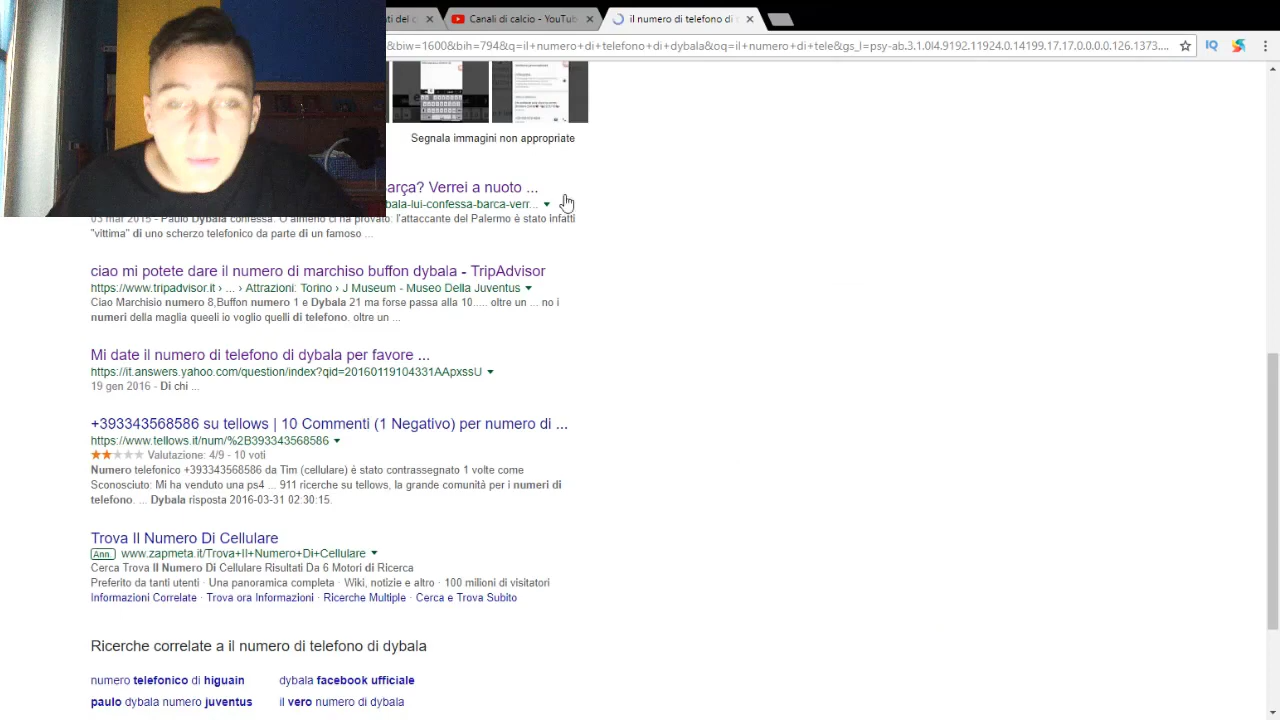 ti del c
Canali di calcio - YouTub
il numero di telefono di
&biw=1600&bih=794&q=il+numero+di+telefono+di+dybala&oq=il+numero+di+tele&gs_l=psy-ab.3.1.0l4.9192.11924.0.14199.17.17.0.0.0.0.126.1373....
IQ
Segnala immagini non appropriate
arça? Verrei a nuoto ...
bala-lui-confessa-barca-verr...
03 mar 2015 - Paulo Dybala confessa. O almeno ci ha provato: l'attaccante del Palermo è stato infatti
"vittima" di uno scherzo telefonico da parte di un famoso ...
ciao mi potete dare il numero di marchiso buffon dybala - TripAdvisor
https://www.tripadvisor.it › ... › Attrazioni: Torino › J Museum - Museo Della Juventus
Ciao Marchisio numero 8,Buffon numero 1 e Dybala 21 ma forse passa alla 10..... oltre un ... no i
numeri della maglia queeli io voglio quelli di telefono. oltre un ...
Mi date il numero di telefono di dybala per favore ...
https://it.answers.yahoo.com/question/index?qid=20160119104331AApxssU
19 gen 2016 - Di chi ...
+393343568586 su tellows | 10 Commenti (1 Negativo) per numero di ...
https://www.tellows.it/num/%2B393343568586
Valutazione: 4/9 - 10 voti
Numero telefonico +393343568586 da Tim (cellulare) è stato contrassegnato 1 volte come
Sconosciuto: Mi ha venduto una ps4 ... 911 ricerche su tellows, la grande comunità per i numeri di
telefono. ... Dybala risposta 2016-03-31 02:30:15.
Trova Il Numero Di Cellulare
Ann. www.zapmeta.it/Trova+Il+Numero+Di+Cellulare
Cerca Trova Il Numero Di Cellulare Risultati Da 6 Motori di Ricerca
Preferito da tanti utenti · Una panoramica completa · Wiki, notizie e altro · 100 milioni di visitatori
Informazioni Correlate · Trova ora Informazioni · Ricerche Multiple · Cerca e Trova Subito
Ricerche correlate a il numero di telefono di dybala
numero telefonico di higuain
dybala facebook ufficiale
paulo dybala numero juventus
il vero numero di dybala